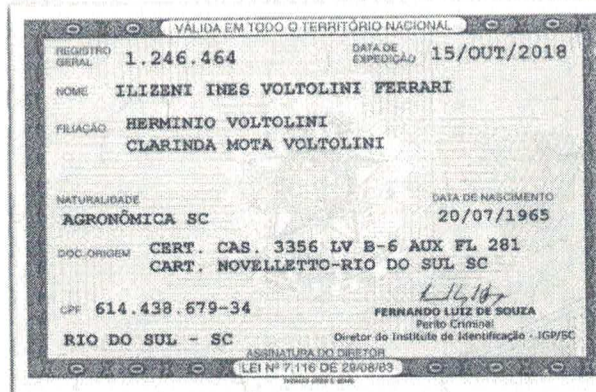 VÁLIDA EM TODO O TERRITÓRIO NACIONAL
REGISTRO GERAL 1.246.464 DATA DE EXPEDIÇÃO 15/OUT/2018
NOME ILIZENI INES VOLTOLINI FERRARI
FILIAÇÃO HERMINIO VOLTOLINI
CLARINDA MOTA VOLTOLINI
NATURALIDADE DATA DE NASCIMENTO
AGRONÔMICA SC 20/07/1965
DOC. ORIGEM CERT. CAS. 3356 LV B-6 AUX FL 281
CART. NOVELLETTO-RIO DO SUL SC
CPF 614.438.679-34
FERNANDO LUIZ DE SOUZA
Perito Criminal
RIO DO SUL - SC Diretor do Instituto de Identificação - IGP/SC
ASSINATURA DO DIRETOR
LEI Nº 7.116 DE 29/08/83